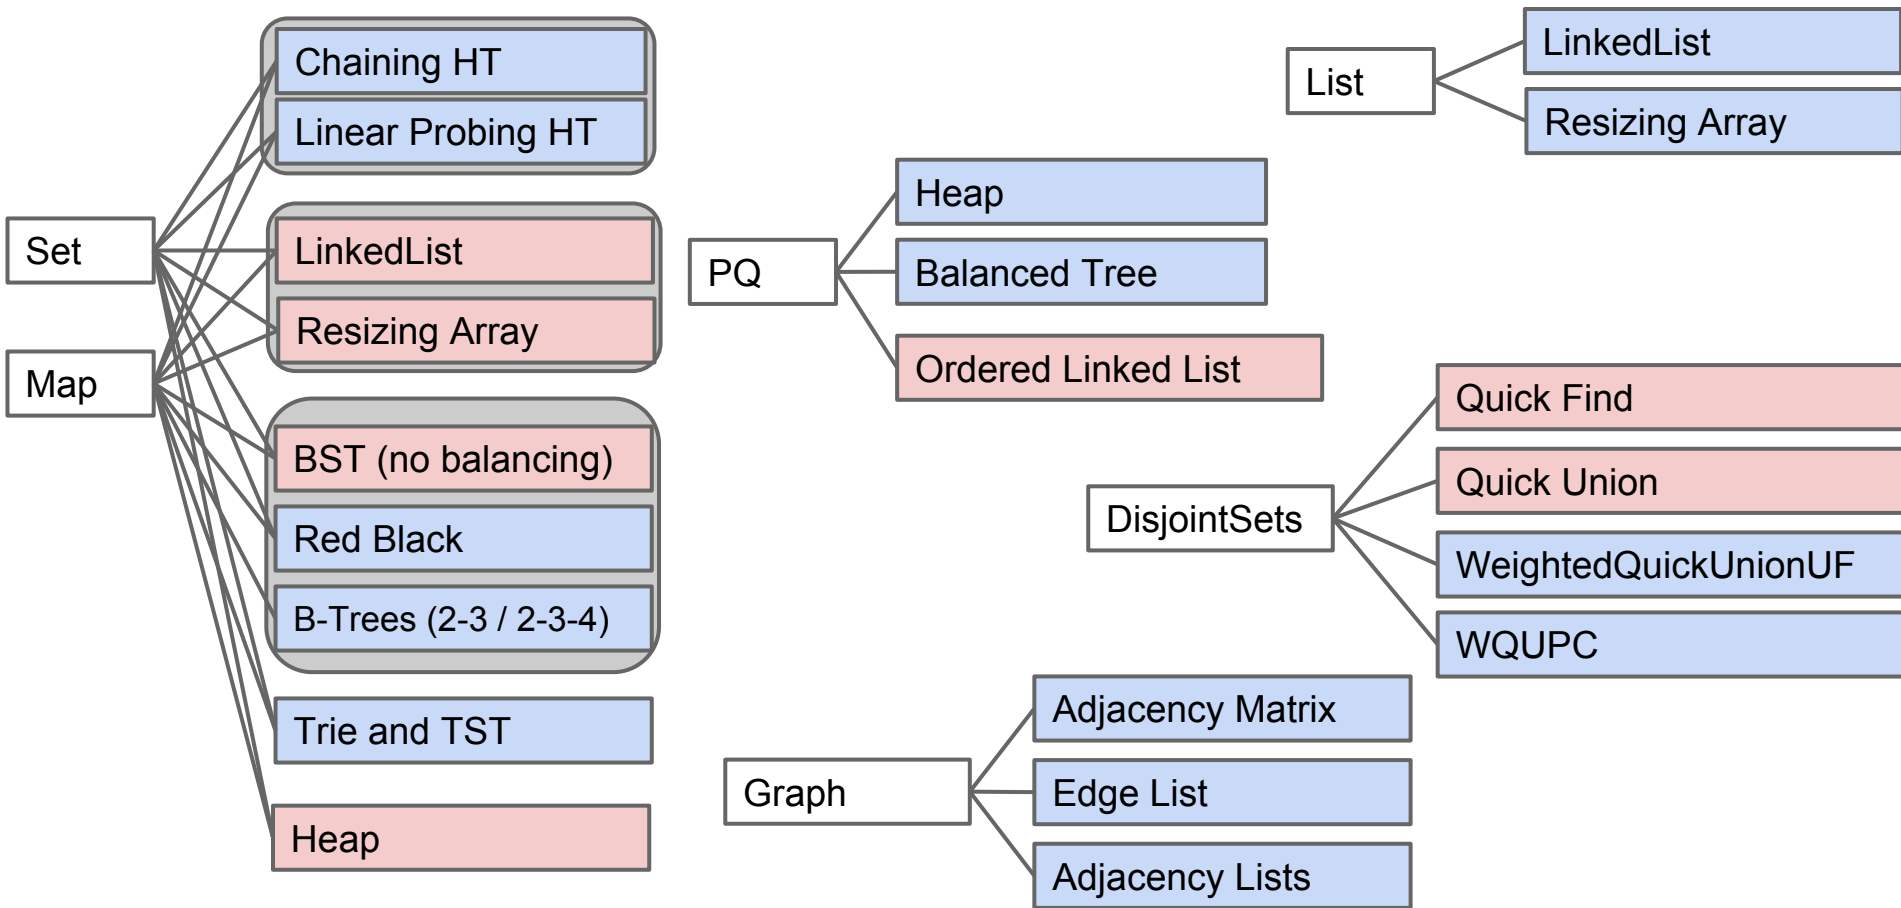 Set
Map
Chaining HT
Linear Probing HT
LinkedList
Resizing Array
BST (no balancing)
Red Black
B-Trees (2-3 / 2-3-4)
Trie and TST
Heap
PQ
Heap
Balanced Tree
Ordered Linked List
List
LinkedList
Resizing Array
DisjointSets
Quick Find
Quick Union
WeightedQuickUnionUF
WQUPC
Graph
Adjacency Matrix
Edge List
Adjacency Lists